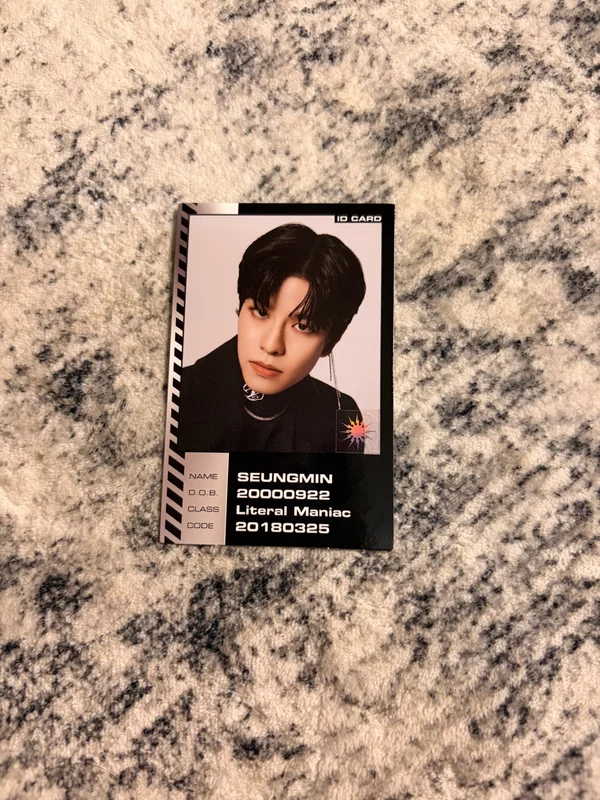 ID CARD
NAME SEUNGMIN
D.O.B. 20000922
CLASS Literal Maniac
CODE 20180325